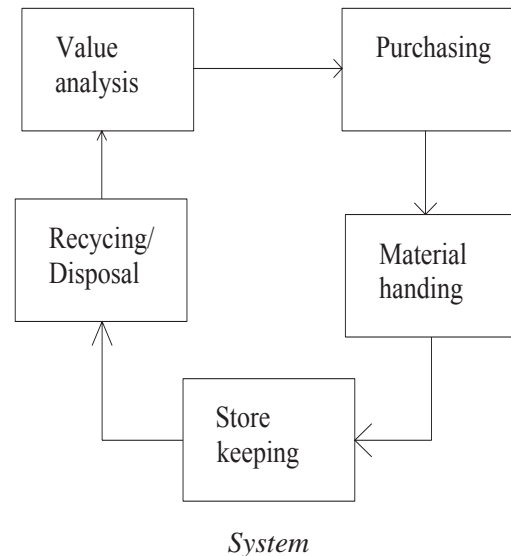 Value
analysis
Purchasing
Material
handing
Store
keeping
Recycing/
Disposal
System